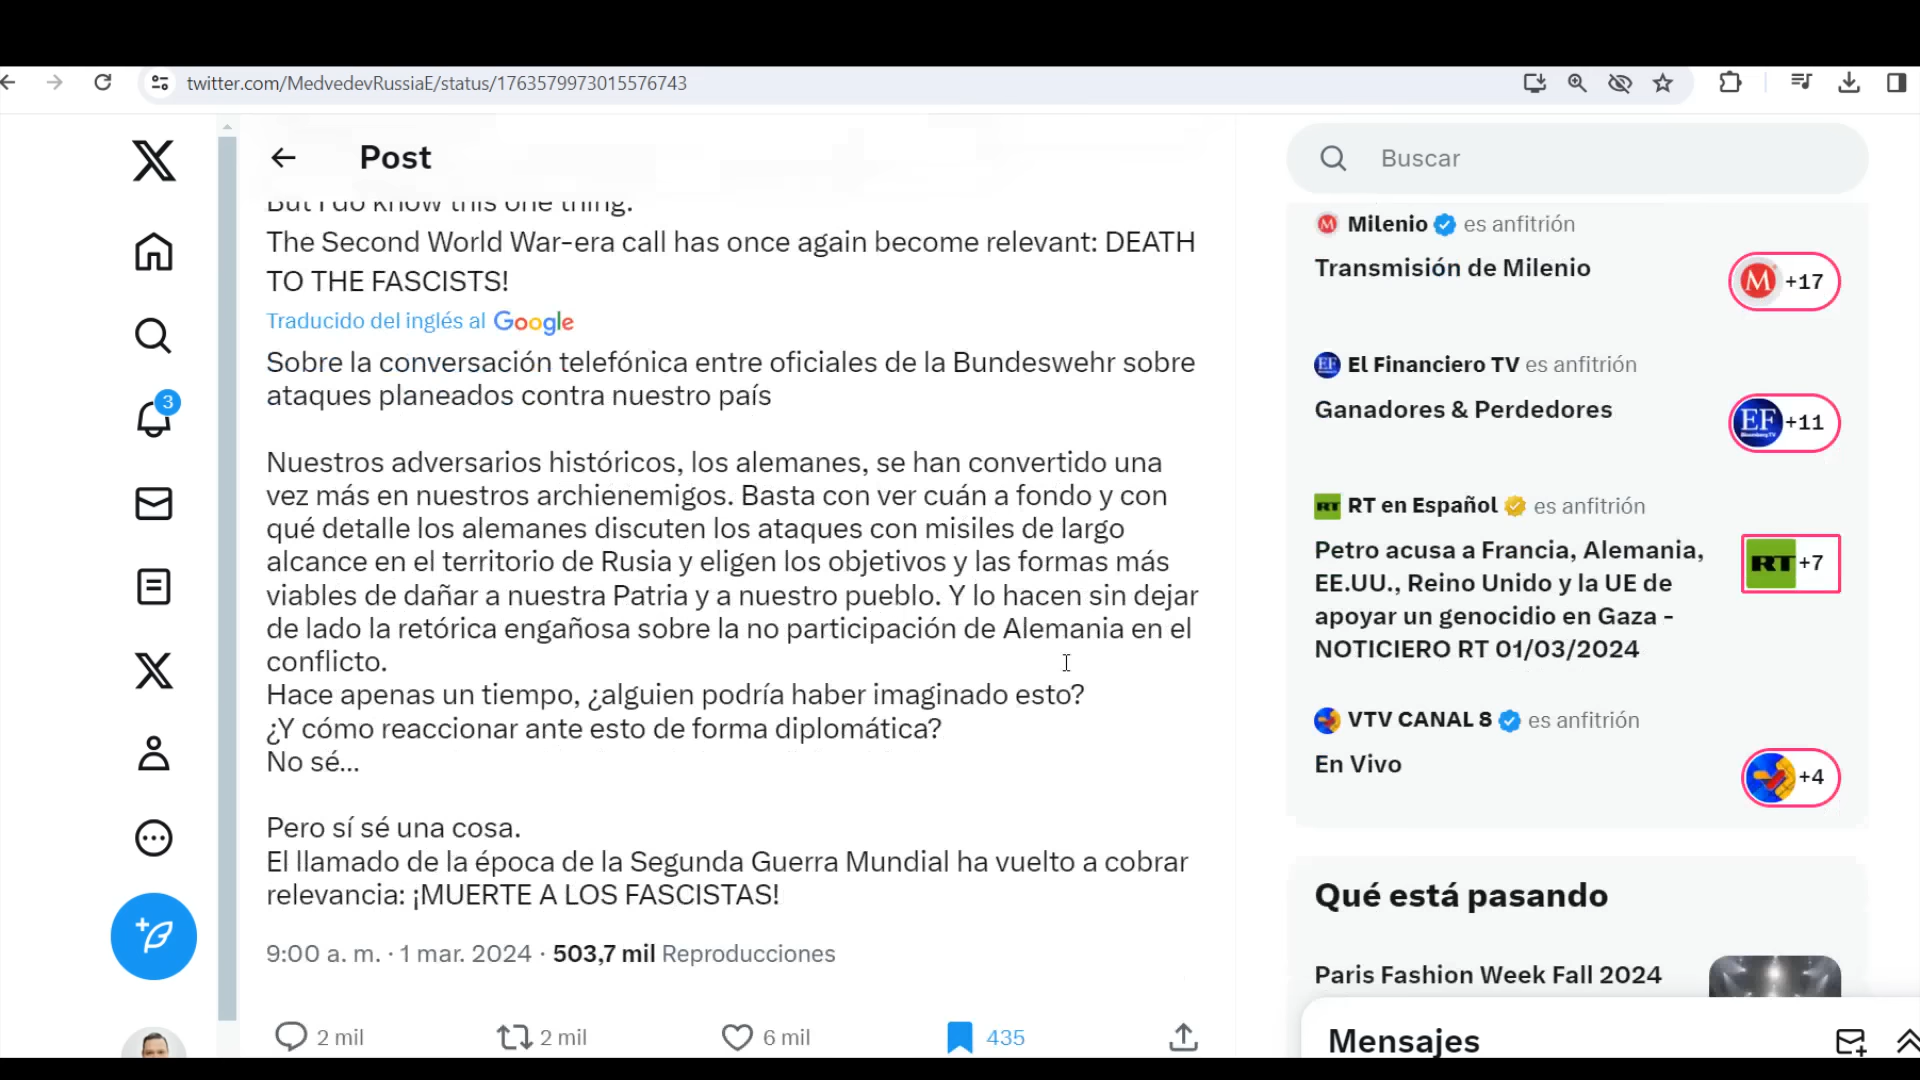 twitter.com/MedvedevRussiaE/status/1763579973015576743
Post
But I do know this one thing.
The Second World War-era call has once again become relevant: DEATH
TO THE FASCISTS!
Traducido del inglés al Google
Sobre la conversación telefónica entre oficiales de la Bundeswehr sobre
ataques planeados contra nuestro país
Nuestros adversarios históricos, los alemanes, se han convertido una
vez más en nuestros archienemigos. Basta con ver cuán a fondo y con
qué detalle los alemanes discuten los ataques con misiles de largo
alcance en el territorio de Rusia y eligen los objetivos y las formas más
viables de dañar a nuestra Patria y a nuestro pueblo. Y lo hacen sin dejar
de lado la retórica engañosa sobre la no participación de Alemania en el
conflicto.
Hace apenas un tiempo, ¿alguien podría haber imaginado esto?
¿Y cómo reaccionar ante esto de forma diplomática?
No sé...
Pero sí sé una cosa.
El llamado de la época de la Segunda Guerra Mundial ha vuelto a cobrar
relevancia: ¡MUERTE A LOS FASCISTAS!
9:00 a. m. · 1 mar. 2024 · 503,7 mil Reproducciones
2 mil 2 mil 6 mil 435
3
Buscar
M Milenio es anfitrión
Transmisión de Milenio
M +17
EF El Financiero TV es anfitrión
Ganadores & Perdedores
EF +11
RT RT en Español es anfitrión
Petro acusa a Francia, Alemania,
EE.UU., Reino Unido y la UE de
apoyar un genocidio en Gaza -
NOTICIERO RT 01/03/2024
RT +7
VTV CANAL 8 es anfitrión
En Vivo
+4
Qué está pasando
Paris Fashion Week Fall 2024
Mensajes